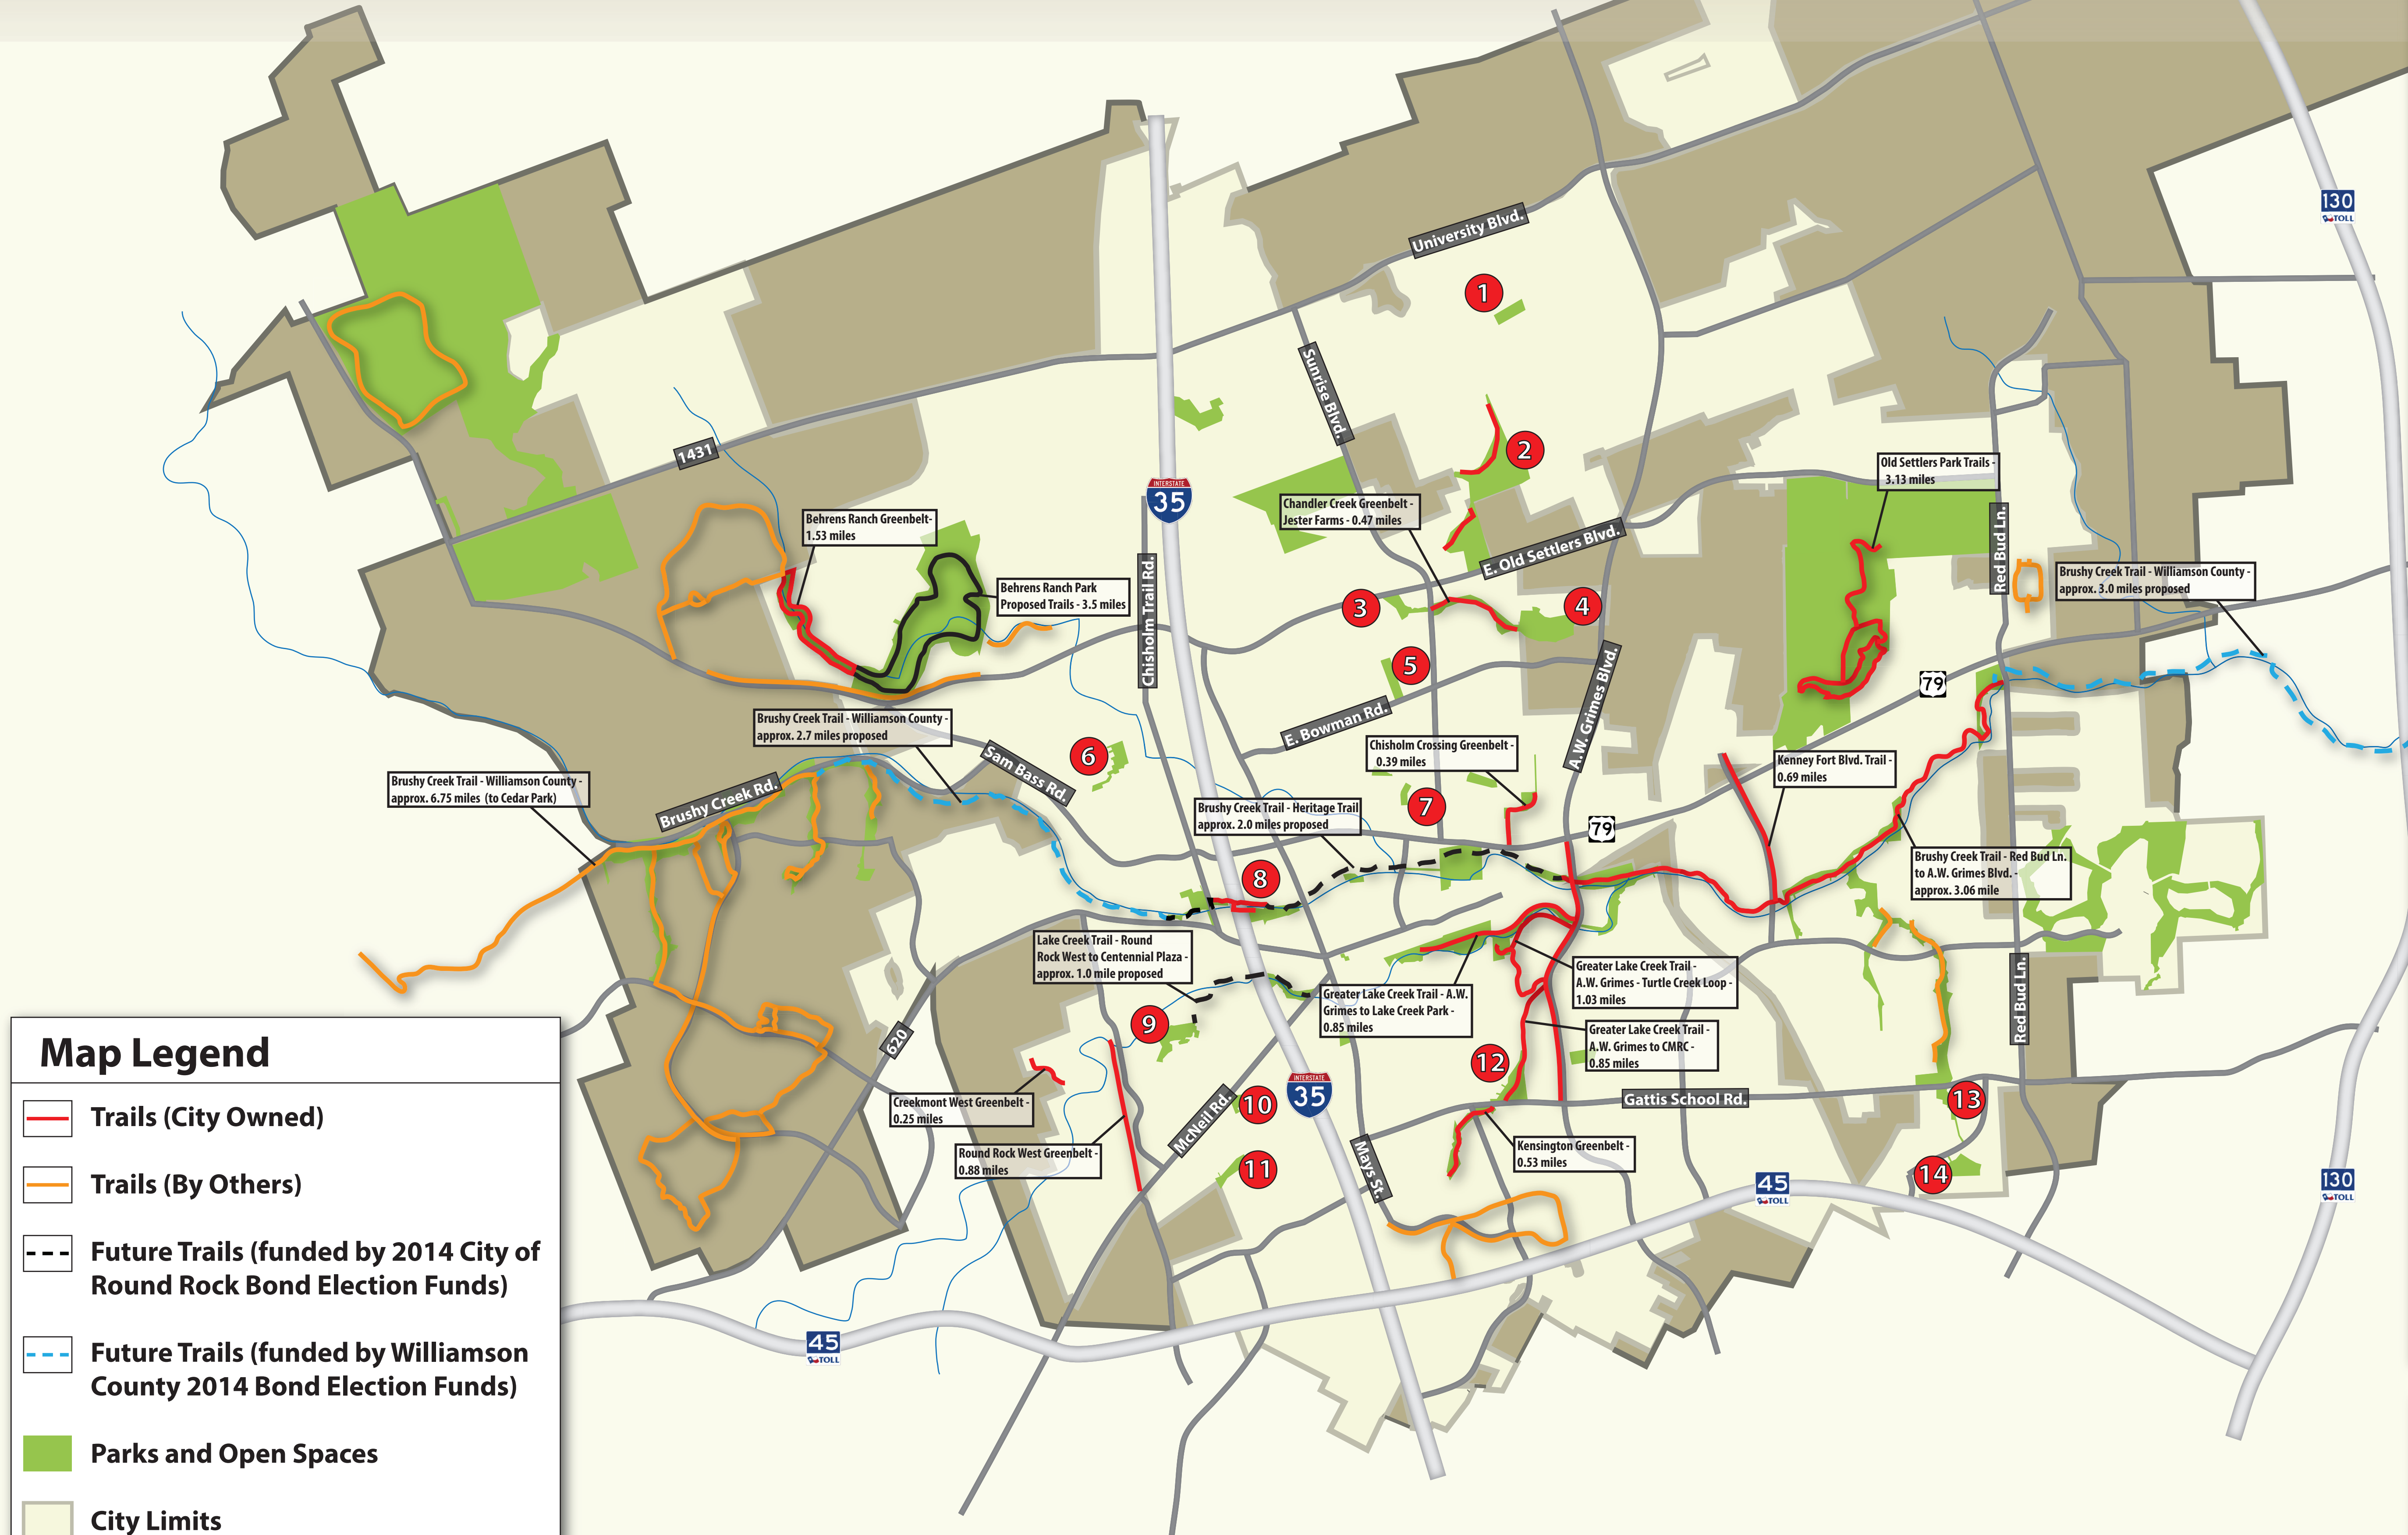 130
TOLL
University Blvd.
1
Sunrise Blvd.
1431
2
Old Settlers Park Trails -
3.13 miles
INTERSTATE
35
Chandler Creek Greenbelt -
Jester Farms - 0.47 miles
Behrens Ranch Greenbelt-
1.53 miles
E. Old Settlers Blvd.
Red Bud Ln.
Brushy Creek Trail - Williamson County -
approx. 3.0 miles proposed
Behrens Ranch Park
Proposed Trails - 3.5 miles
Chisholm Trail Rd.
3
4
5
A.W. Grimes Blvd.
79
E. Bowman Rd.
Brushy Creek Trail - Williamson County -
approx. 2.7 miles proposed
6
Sam Bass Rd.
Chisholm Crossing Greenbelt -
0.39 miles
Kenney Fort Blvd. Trail -
0.69 miles
Brushy Creek Trail - Williamson County -
approx. 6.75 miles (to Cedar Park)
Brushy Creek Rd.
Brushy Creek Trail - Heritage Trail
approx. 2.0 miles proposed
7
79
Brushy Creek Trail - Red Bud Ln.
to A.W. Grimes Blvd. -
approx. 3.06 mile
8
Lake Creek Trail - Round
Rock West to Centennial Plaza -
approx. 1.0 mile proposed
Greater Lake Creek Trail -
A.W. Grimes - Turtle Creek Loop -
1.03 miles
Greater Lake Creek Trail - A.W.
Grimes to Lake Creek Park -
0.85 miles
Red Bud Ln.
9
620
Greater Lake Creek Trail -
A.W. Grimes to CMRC -
0.85 miles
12
INTERSTATE
35
Creekmont West Greenbelt -
0.25 miles
McNeil Rd.
10
Gattis School Rd.
13
Round Rock West Greenbelt -
0.88 miles
11
Mays St.
Kensington Greenbelt -
0.53 miles
14
45
TOLL
130
TOLL
45
TOLL
Map Legend
Trails (City Owned)
Trails (By Others)
Future Trails (funded by 2014 City of
Round Rock Bond Election Funds)
Future Trails (funded by Williamson
County 2014 Bond Election Funds)
Parks and Open Spaces
City Limits